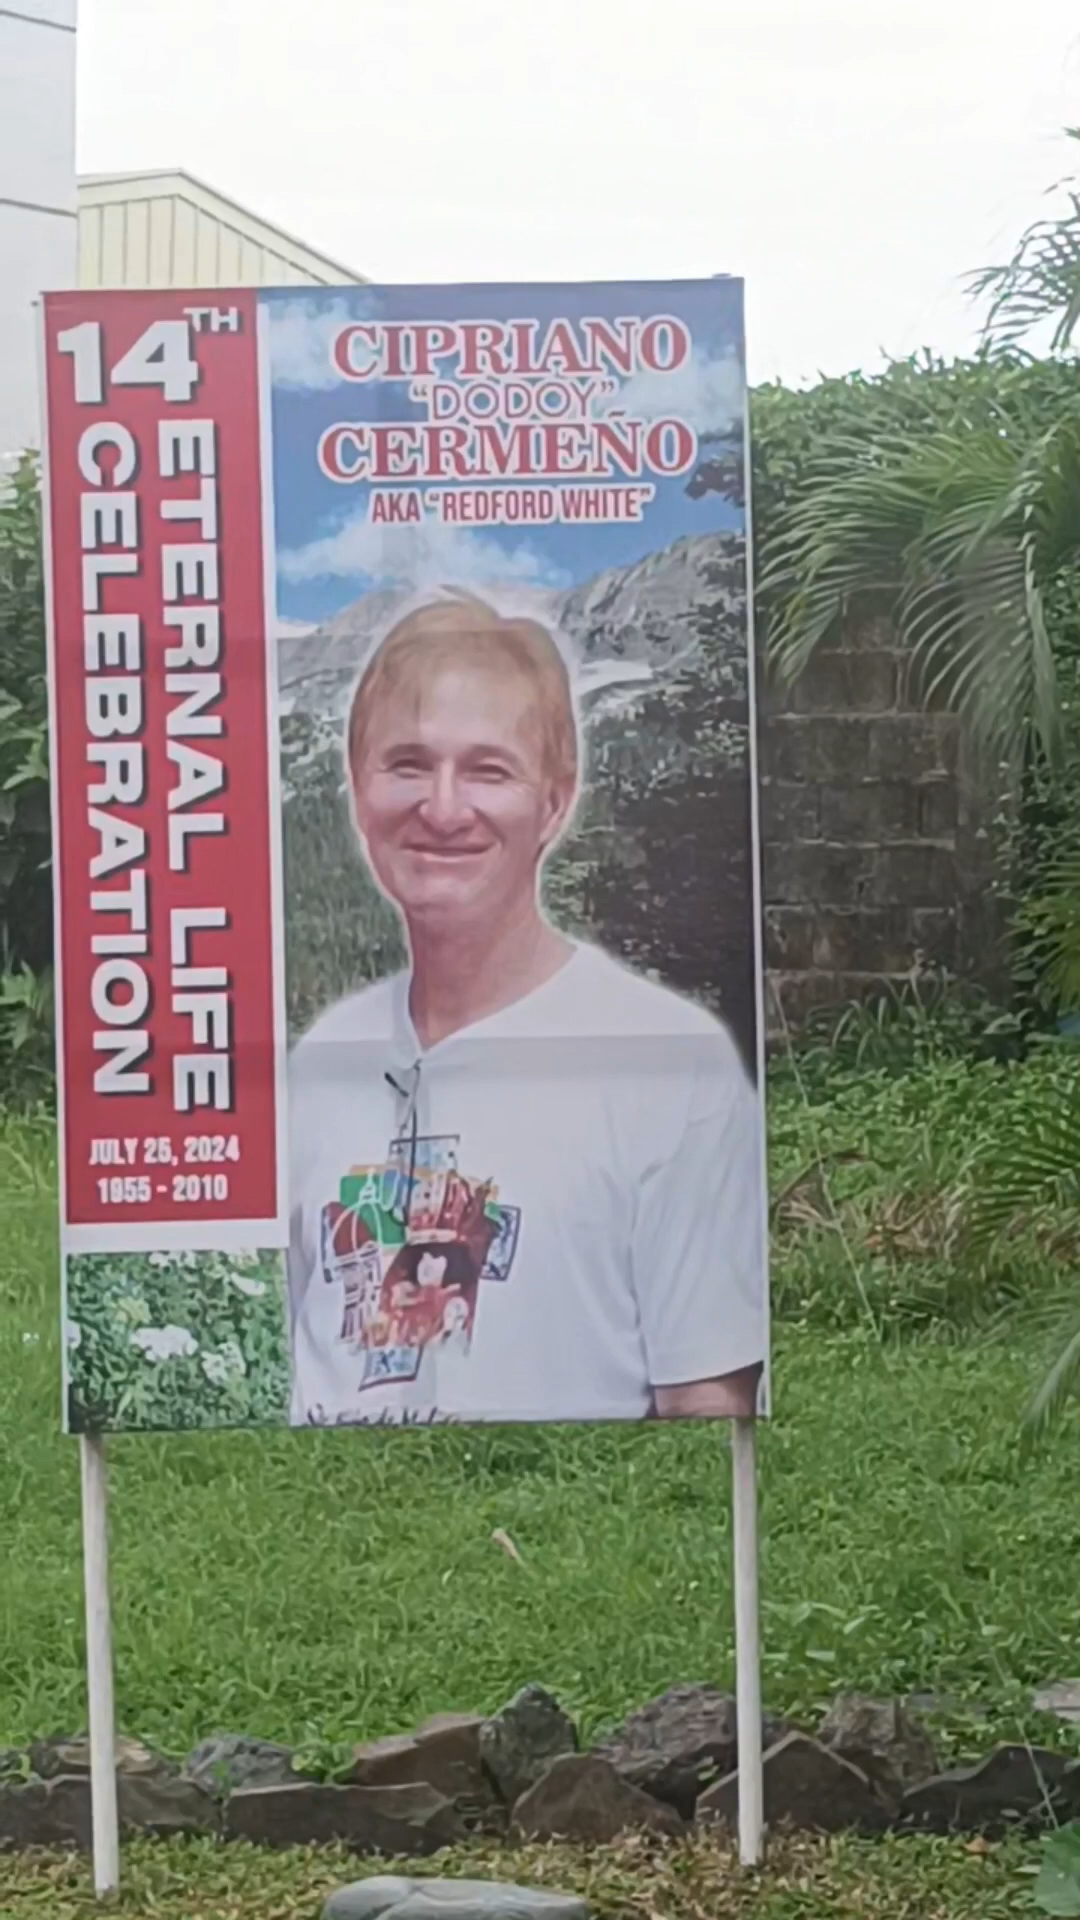 14TH
ETERNAL LIFE
CELEBRATION
JULY 25, 2024
1955 - 2010
CIPRIANO
"DODOY"
CERMEÑO
AKA "REDFORD WHITE"